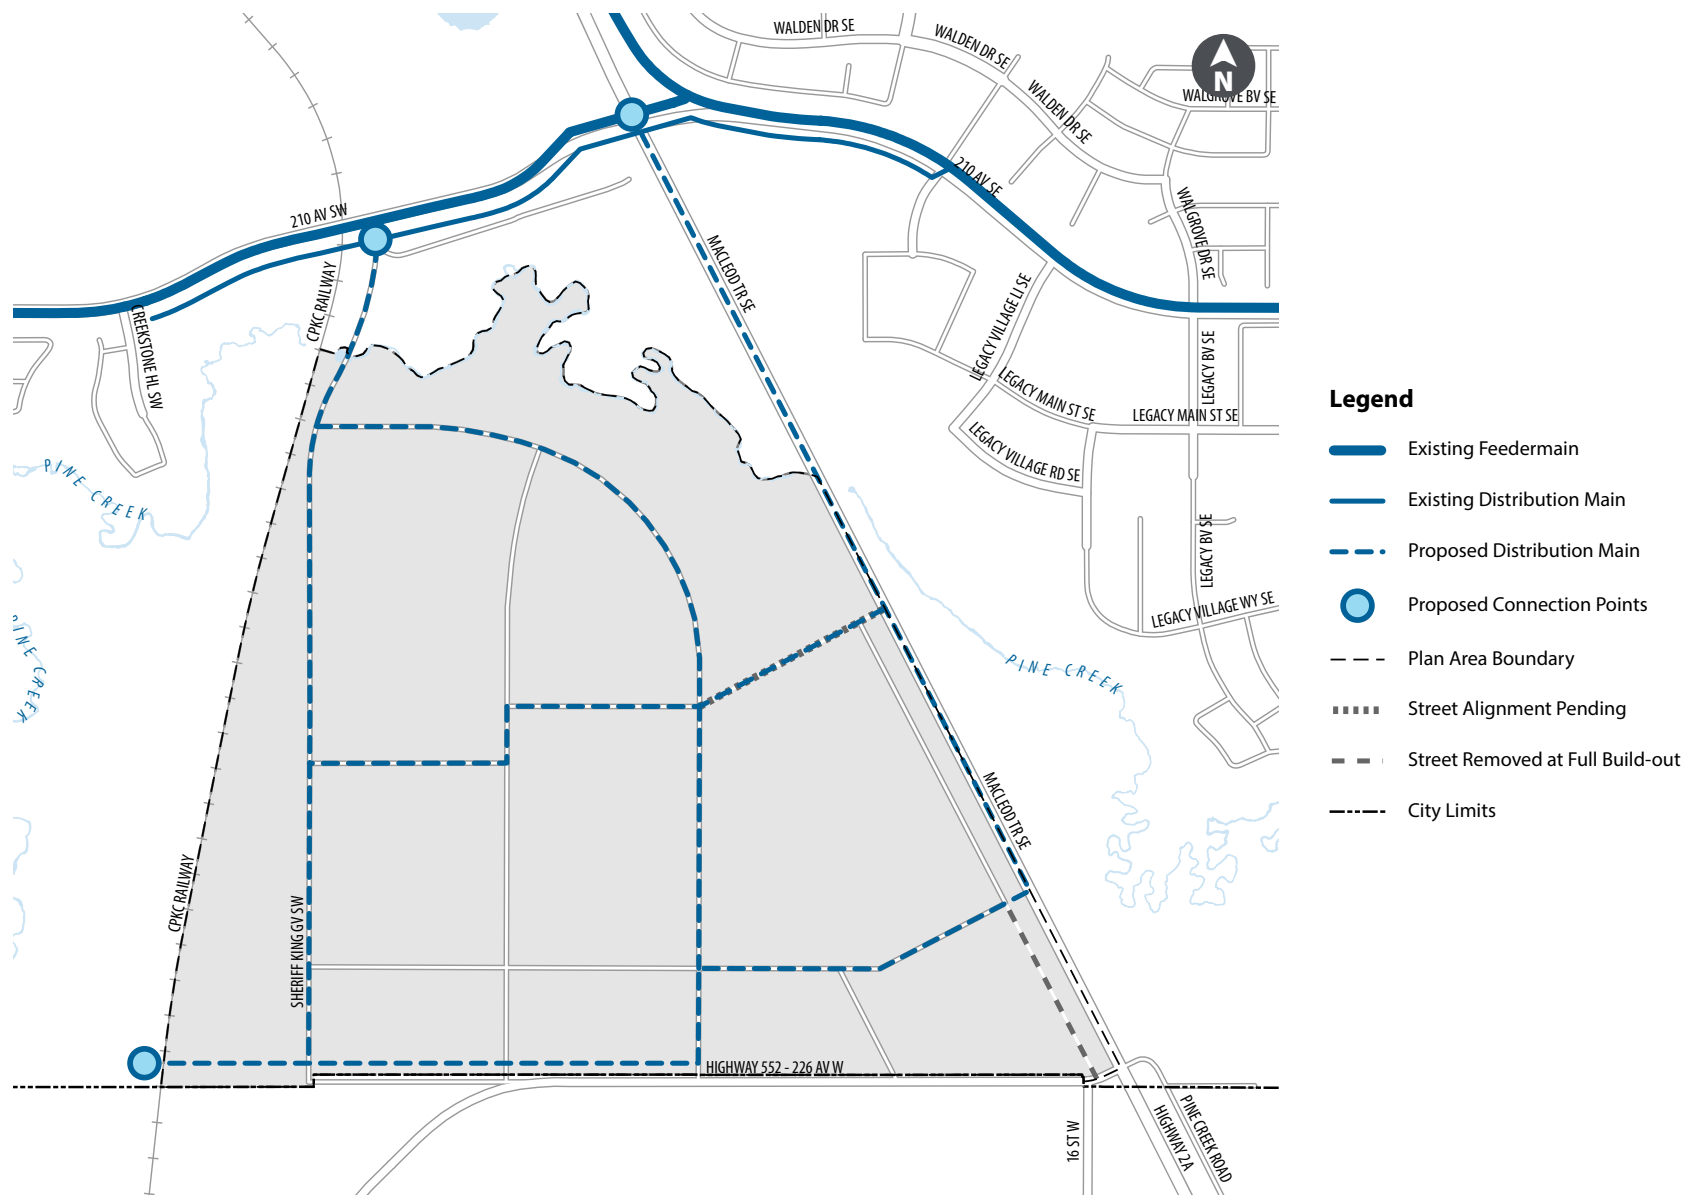 WALDEN DR SE
WALDEN DR SE
N
WALGROVE BV SE
WALDEN DR SE
210 AV SE
210 AV SW
WALGROVE DR SE
MACLEOD TR SE
CPKC RAILWAY
CREEKSTONE HL SW
LEGACY VILLAGE LI SE
LEGACY BV SE
LEGACY MAIN ST SE
LEGACY MAIN ST SE
LEGACY VILLAGE RD SE
PINE CREEK
LEGACY BV SE
LEGACY VILLAGE WY SE
PINE CREEK
PINE CREEK
MACLEOD TR SE
CPKC RAILWAY
SHERIFF KING GV SW
HIGHWAY 552 - 226 AV W
16 ST W
HIGHWAY 2A
PINE CREEK ROAD
Legend
Existing Feedermain
Existing Distribution Main
Proposed Distribution Main
Proposed Connection Points
Plan Area Boundary
Street Alignment Pending
Street Removed at Full Build-out
City Limits